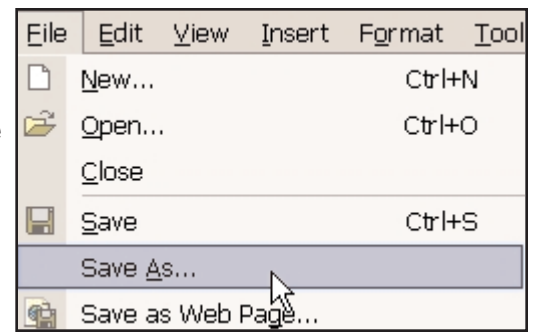 File Edit View Insert Format Tool
New... Ctrl+N
Open... Ctrl+O
Close
Save Ctrl+S
Save As...
Save as Web Page...